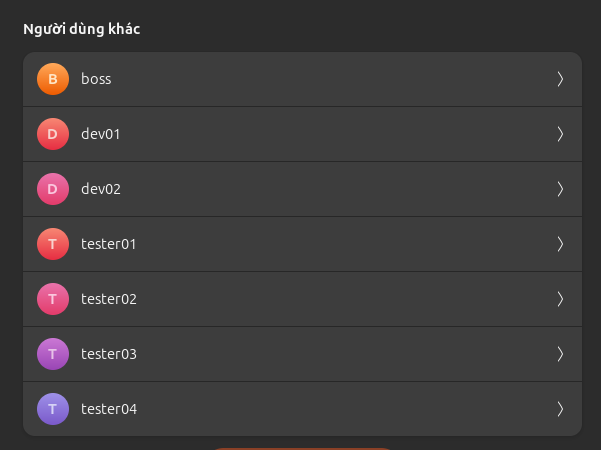 Người dùng khác
B boss
D dev01
D dev02
T tester01
T tester02
T tester03
T tester04